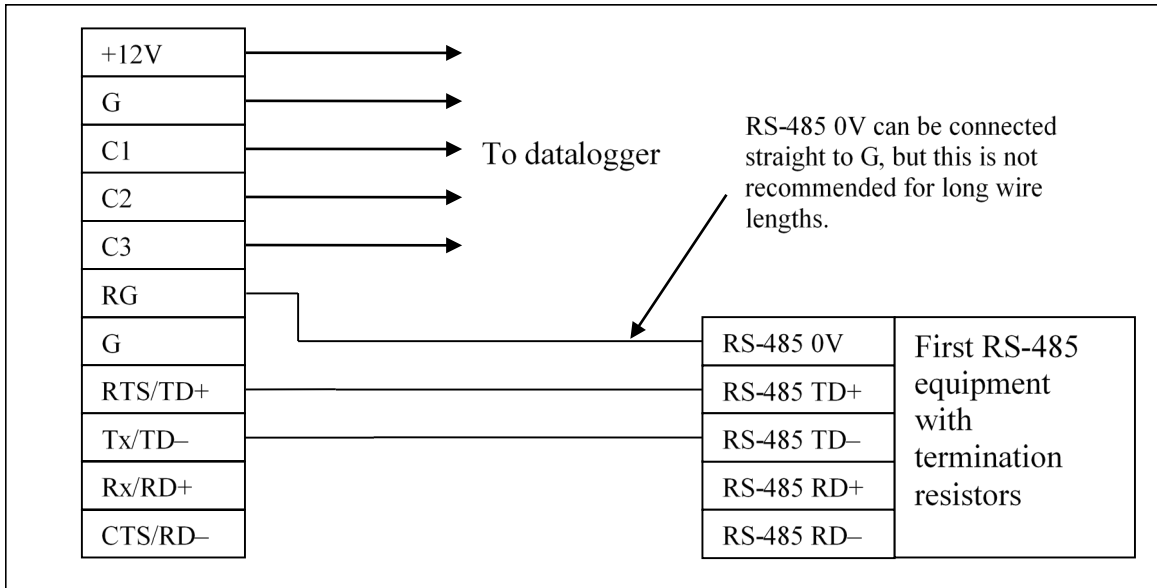 +12V
G
C1
C2
C3
RG
G
RTS/TD+
Tx/TD–
Rx/RD+
CTS/RD–
To datalogger
RS-485 0V can be connected
straight to G, but this is not
recommended for long wire
lengths.
RS-485 0V
RS-485 TD+
RS-485 TD–
RS-485 RD+
RS-485 RD–
First RS-485
equipment
with
termination
resistors